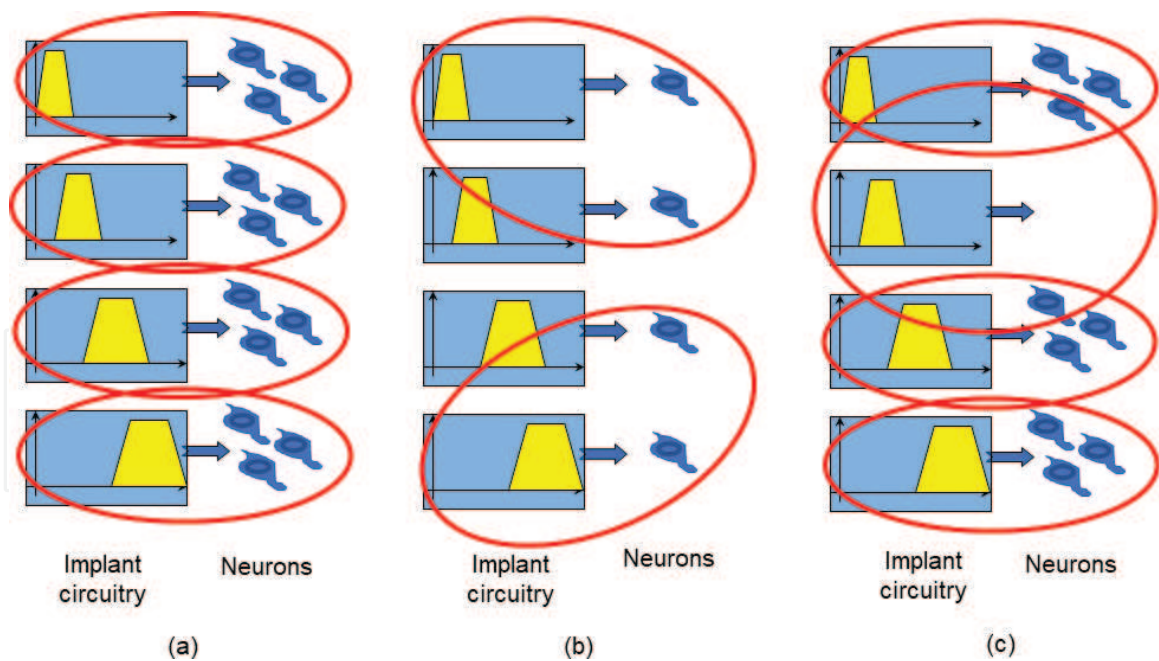 Implant
circuitry
Neurons
(a)
Implant
circuitry
Neurons
(b)
Implant
circuitry
Neurons
(c)